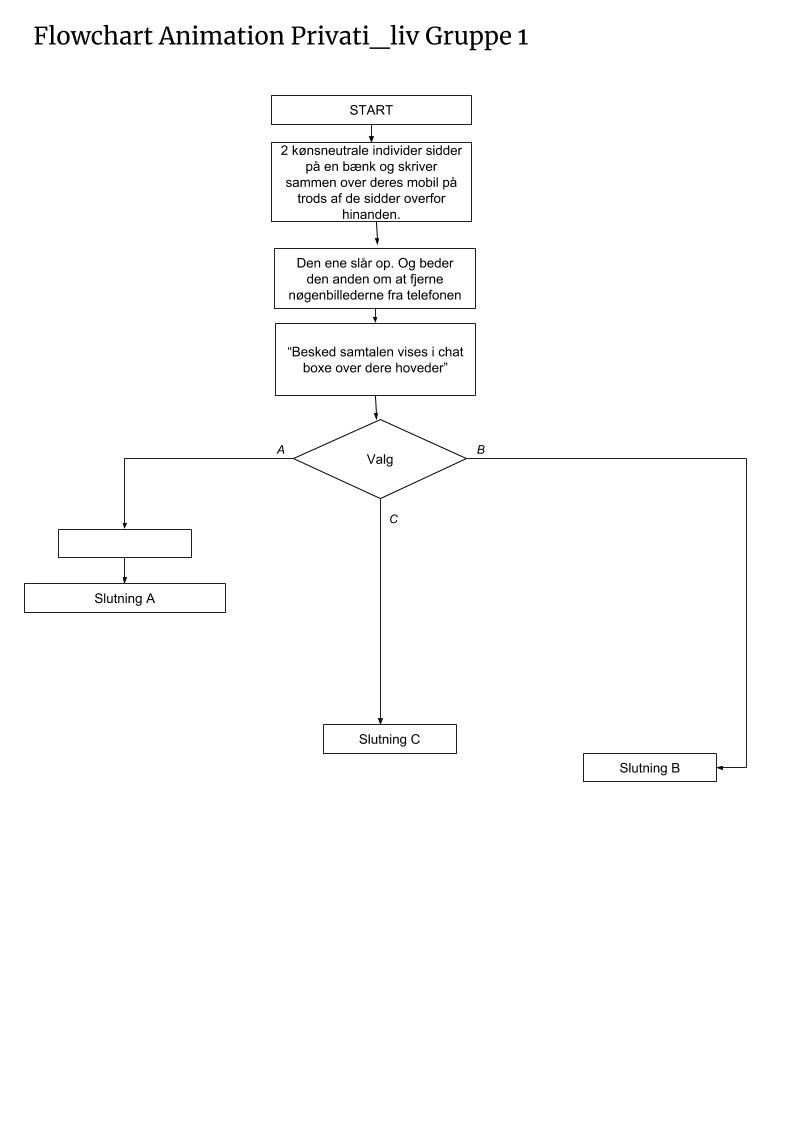 Flowchart Animation Privati_liv Gruppe 1
START
2 kønsneutrale individer sidder
på en bænk og skriver
sammen over deres mobil på
trods af de sidder overfor
hinanden.
Den ene slår op. Og beder
den anden om at fjerne
nøgenbillederne fra telefonen
“Besked samtalen vises i chat
boxe over dere hoveder”
A
Valg
B
C
Slutning A
Slutning C
Slutning B